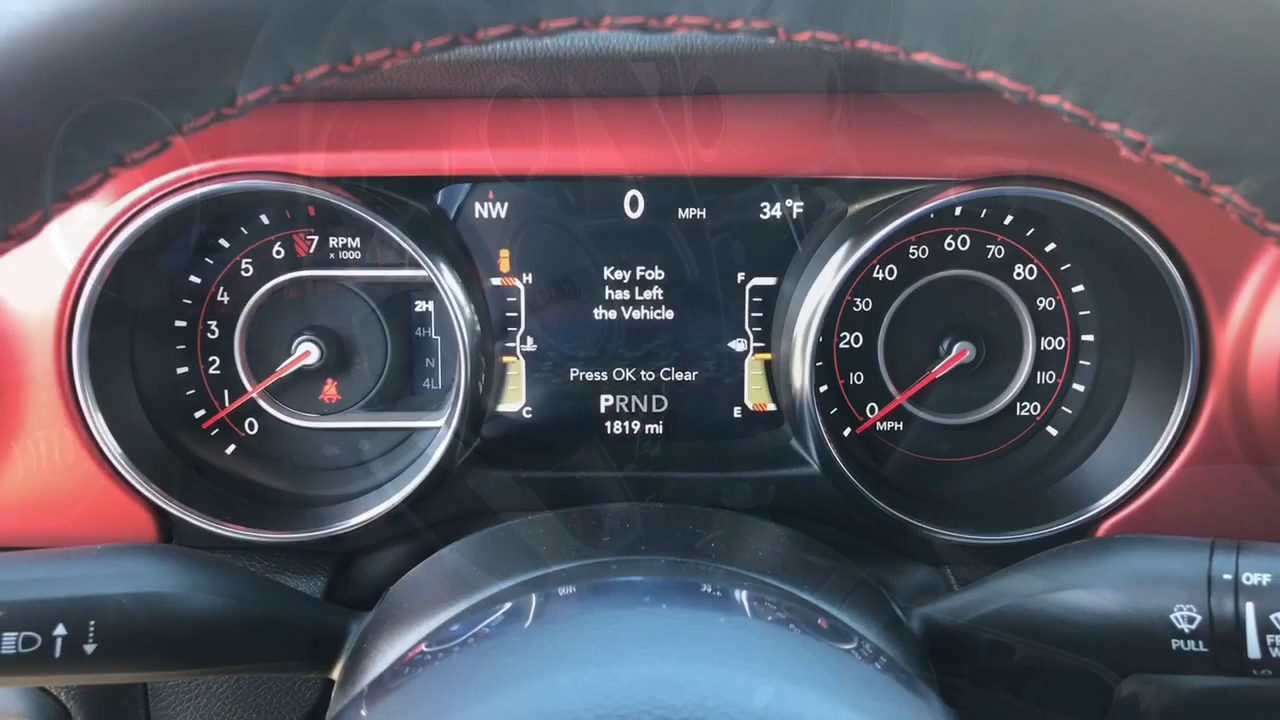 NW
0 MPH
34°F
0
1
2
3
4
5
6
7
RPM
x 1000
2H
4H
N
4L
H
C
Key Fob
has Left
the Vehicle
Press OK to Clear
PRND
1819 mi
F
E
0
10
20
30
40
50
60
70
80
90
100
110
120
MPH
PULL
OFF
LO